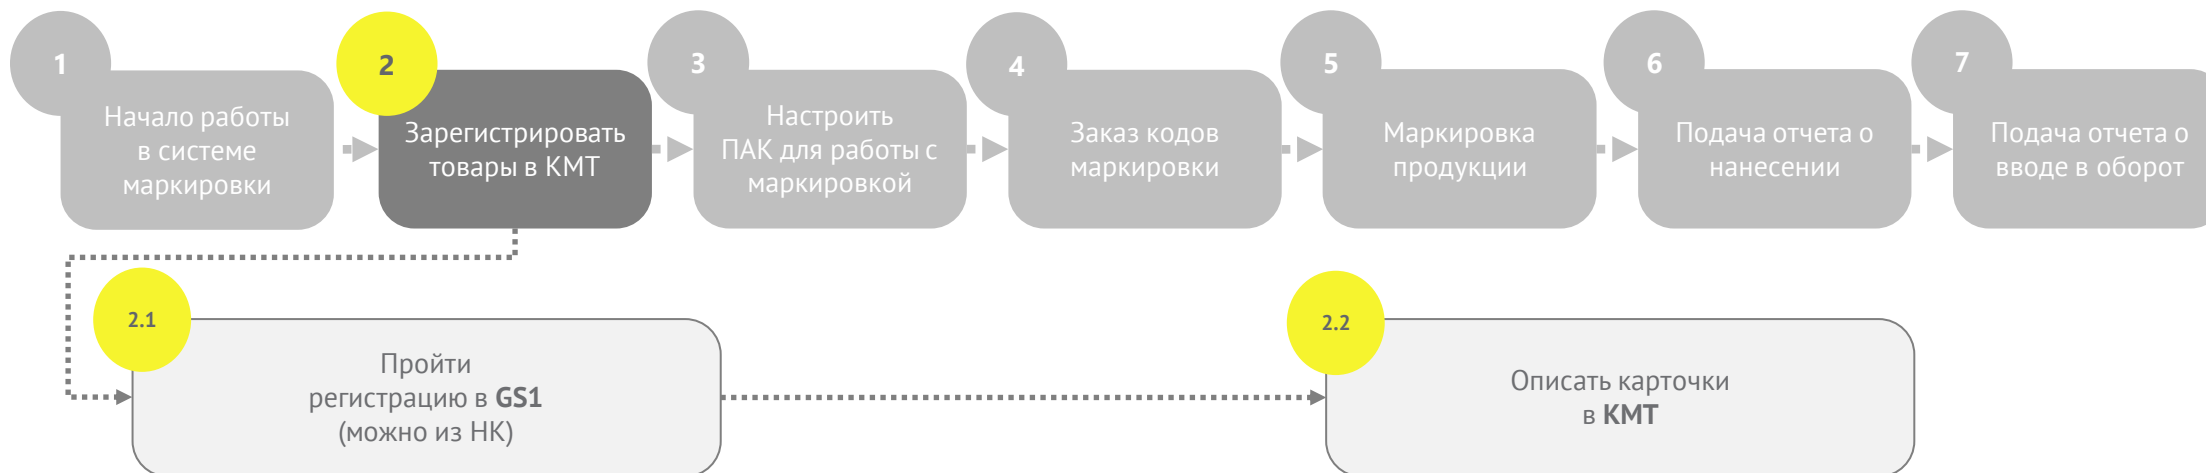 1
Начало работы
в системе
маркировки
2
Зарегистрировать
товары в КМТ
3
Настроить
ПАК для работы с
маркировкой
4
Заказ кодов
маркировки
5
Маркировка
продукции
6
Подача отчета о
нанесении
7
Подача отчета о
вводе в оборот
2.1
Пройти
регистрацию в GS1
(можно из НК)
2.2
Описать карточки
в КМТ